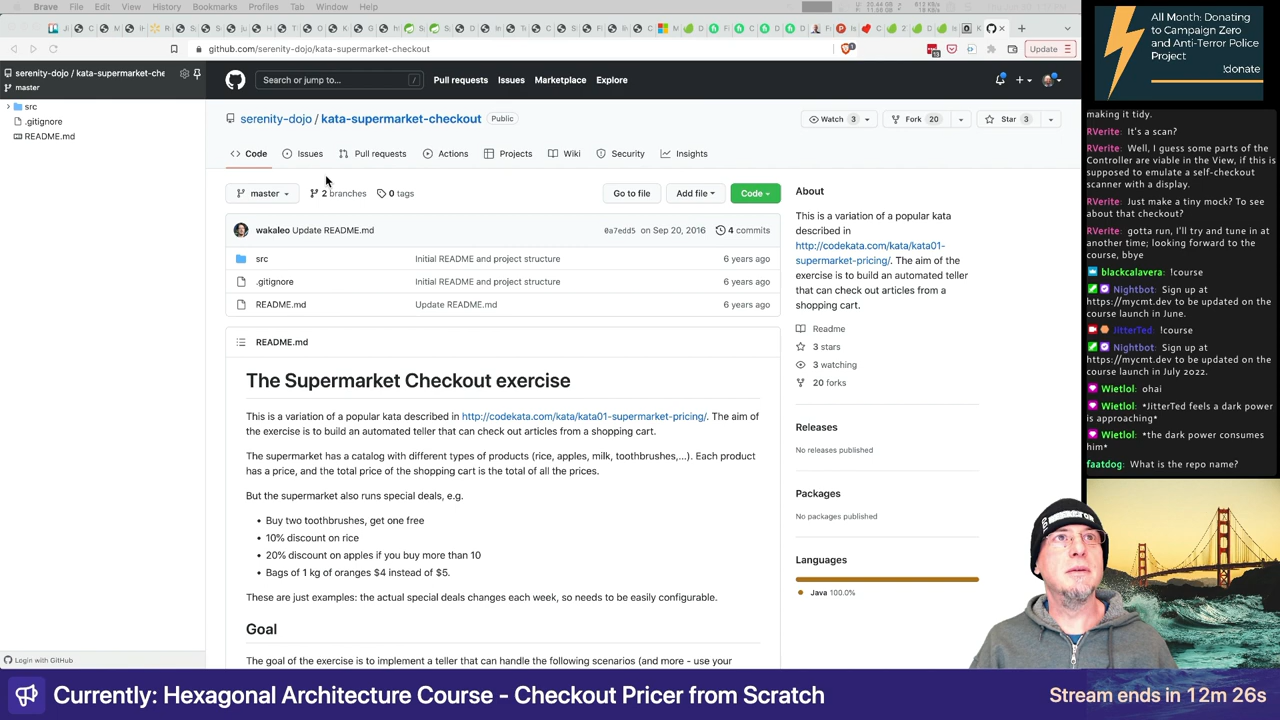 Brave File Edit View History Bookmarks Profiles Tab Window Help
github.com/serenity-dojo/kata-supermarket-checkout
Update
serenity-dojo / kata-supermarket-che
master
src
.gitignore
README.md
Login with GitHub
Search or jump to...
/
Pull requests Issues Marketplace Explore
serenity-dojo / kata-supermarket-checkout Public
Watch 3 Fork 20 Star 3
Code Issues Pull requests Actions Projects Wiki Security Insights
master 2 branches 0 tags Go to file Add file Code
wakaleo Update README.md 0a7edd5 on Sep 20, 2016 4 commits
src Initial README and project structure 6 years ago
.gitignore Initial README and project structure 6 years ago
README.md Update README.md 6 years ago
README.md
The Supermarket Checkout exercise
This is a variation of a popular kata described in http://codekata.com/kata/kata01-supermarket-pricing/. The aim of
the exercise is to build an automated teller that can check out articles from a shopping cart.
The supermarket has a catalog with different types of products (rice, apples, milk, toothbrushes,...). Each product
has a price, and the total price of the shopping cart is the total of all the prices.
But the supermarket also runs special deals, e.g.
• Buy two toothbrushes, get one free
• 10% discount on rice
• 20% discount on apples if you buy more than 10
• Bags of 1 kg of oranges $4 instead of $5.
These are just examples: the actual special deals changes each week, so needs to be easily configurable.
Goal
The goal of the exercise is to implement a teller that can handle the following scenarios (and more - use your
About
This is a variation of a popular kata
described in
http://codekata.com/kata/kata01-
supermarket-pricing/. The aim of the
exercise is to build an automated teller
that can check out articles from a
shopping cart.
Readme
3 stars
3 watching
20 forks
Releases
No releases published
Packages
No packages published
Languages
Java 100.0%
All Month: Donating
to Campaign Zero
and Anti-Terror Police
Project
!donate
making it tidy.
RVerite: It's a scan?
RVerite: Well, I guess some parts of the
Controller are viable in the View, if this is
supposed to emulate a self-checkout
scanner with a display.
RVerite: Just make a tiny mock? To see
about that checkout?
RVerite: gotta run, I'll try and tune in at
another time; looking forward to the
course, bbye
blackcalavera: !course
Nightbot: Sign up at
https://mycmt.dev to be updated on the
course launch in June.
JitterTed: !course
Nightbot: Sign up at
https://mycmt.dev to be updated on the
course launch in July 2022.
Wietlol: ohai
Wietlol: *JitterTed feels a dark power
is approaching*
Wietlol: *the dark power consumes
him*
faatdog: What is the repo name?
Currently: Hexagonal Architecture Course - Checkout Pricer from Scratch
Stream ends in 12m 26s